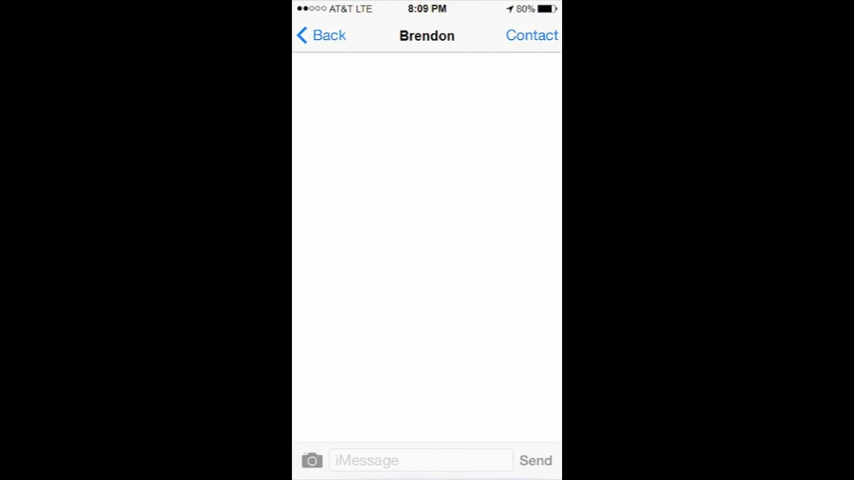 AT&T LTE 8:09 PM 80%
Back Brendon Contact
iMessage Send